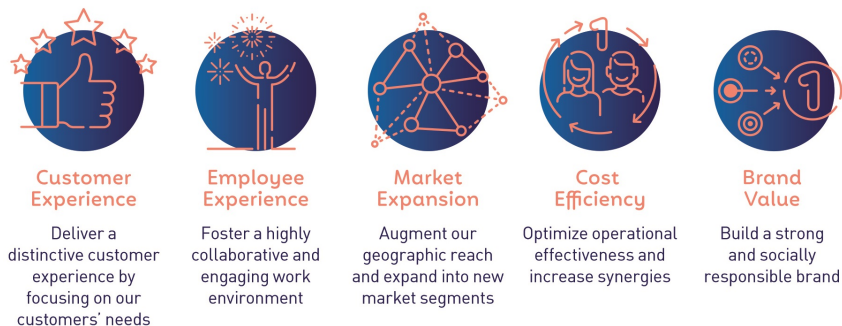 1
1
Customer
Experience
Deliver a
distinctive customer
experience by
focusing on our
customers’ needs
Employee
Experience
Foster a highly
collaborative and
engaging work
environment
Market
Expansion
Augment our
geographic reach
and expand into new
market segments
Cost
Efficiency
Optimize operational
effectiveness and
increase synergies
Brand
Value
Build a strong
and socially
responsible brand